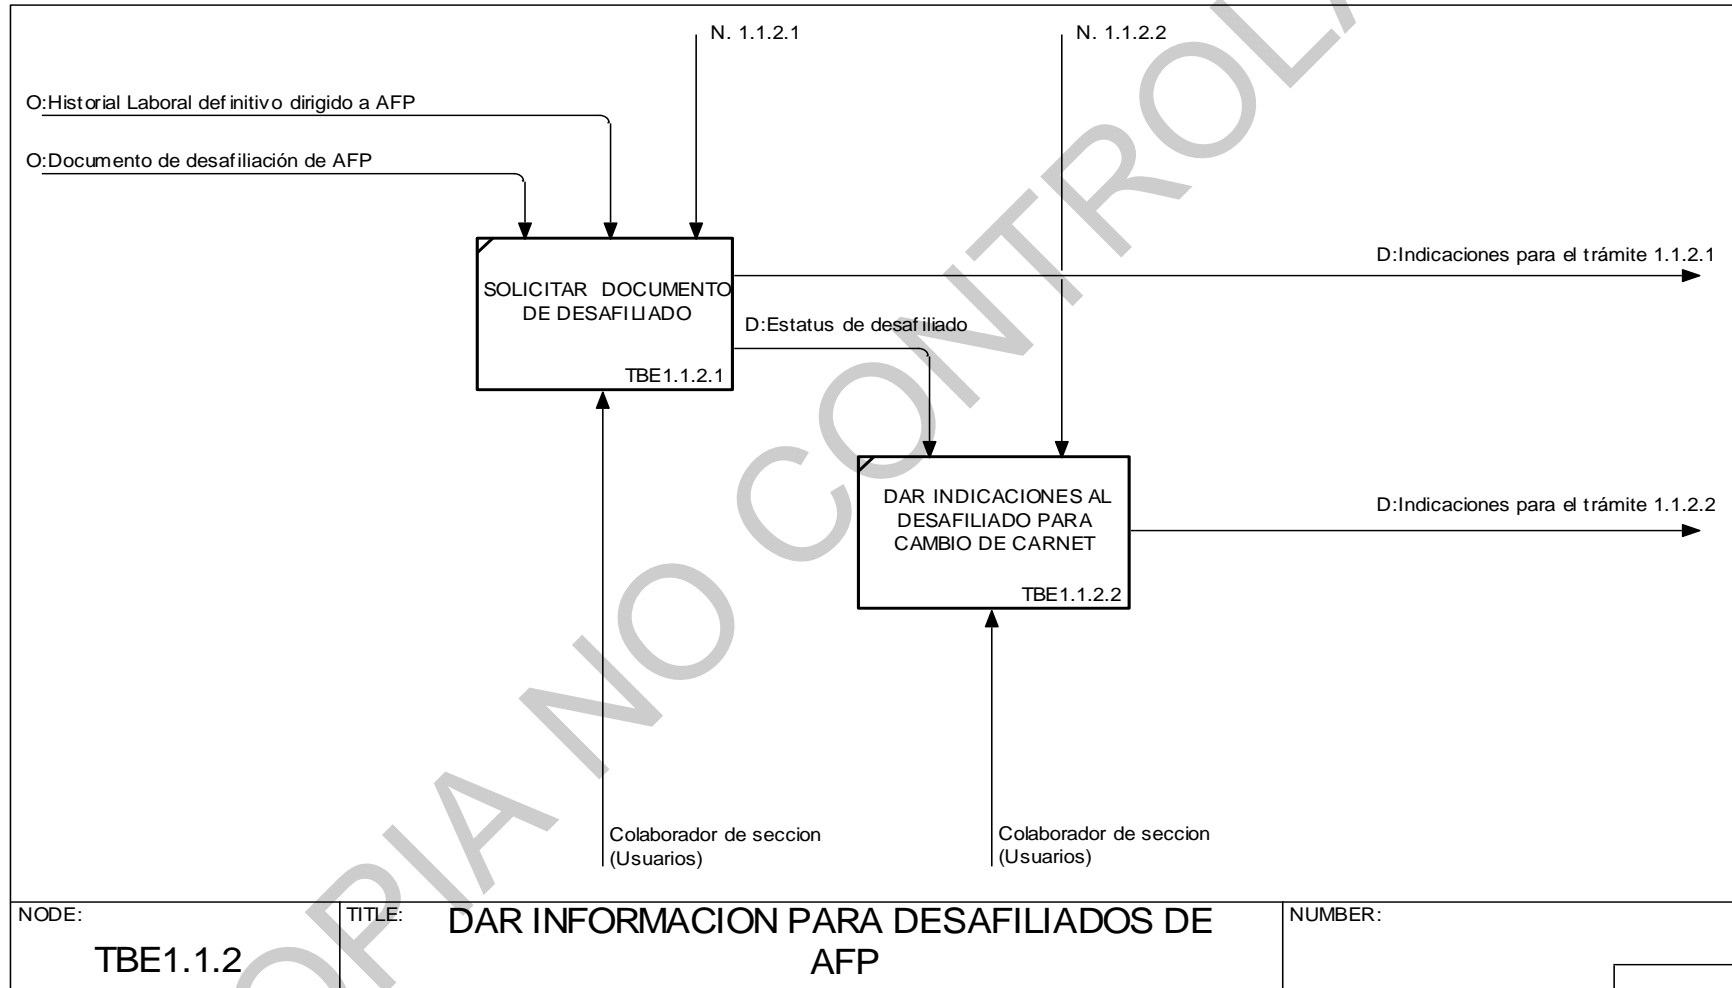 N. 1.1.2.1
N. 1.1.2.2
O:Historial Laboral definitivo dirigido a AFP
O:Documento de desafiliación de AFP
D:Indicaciones para el trámite 1.1.2.1
SOLICITAR DOCUMENTO
DE DESAFILIADO
TBE1.1.2.1
D:Estatus de desafiliado
DAR INDICACIONES AL
DESAFILIADO PARA
CAMBIO DE CARNET
TBE1.1.2.2
D:Indicaciones para el trámite 1.1.2.2
Colaborador de seccion
(Usuarios)
Colaborador de seccion
(Usuarios)
NODE:
TBE1.1.2
TITLE:
DAR INFORMACION PARA DESAFILIADOS DE
AFP
NUMBER:
OPIA NO CONTROLA